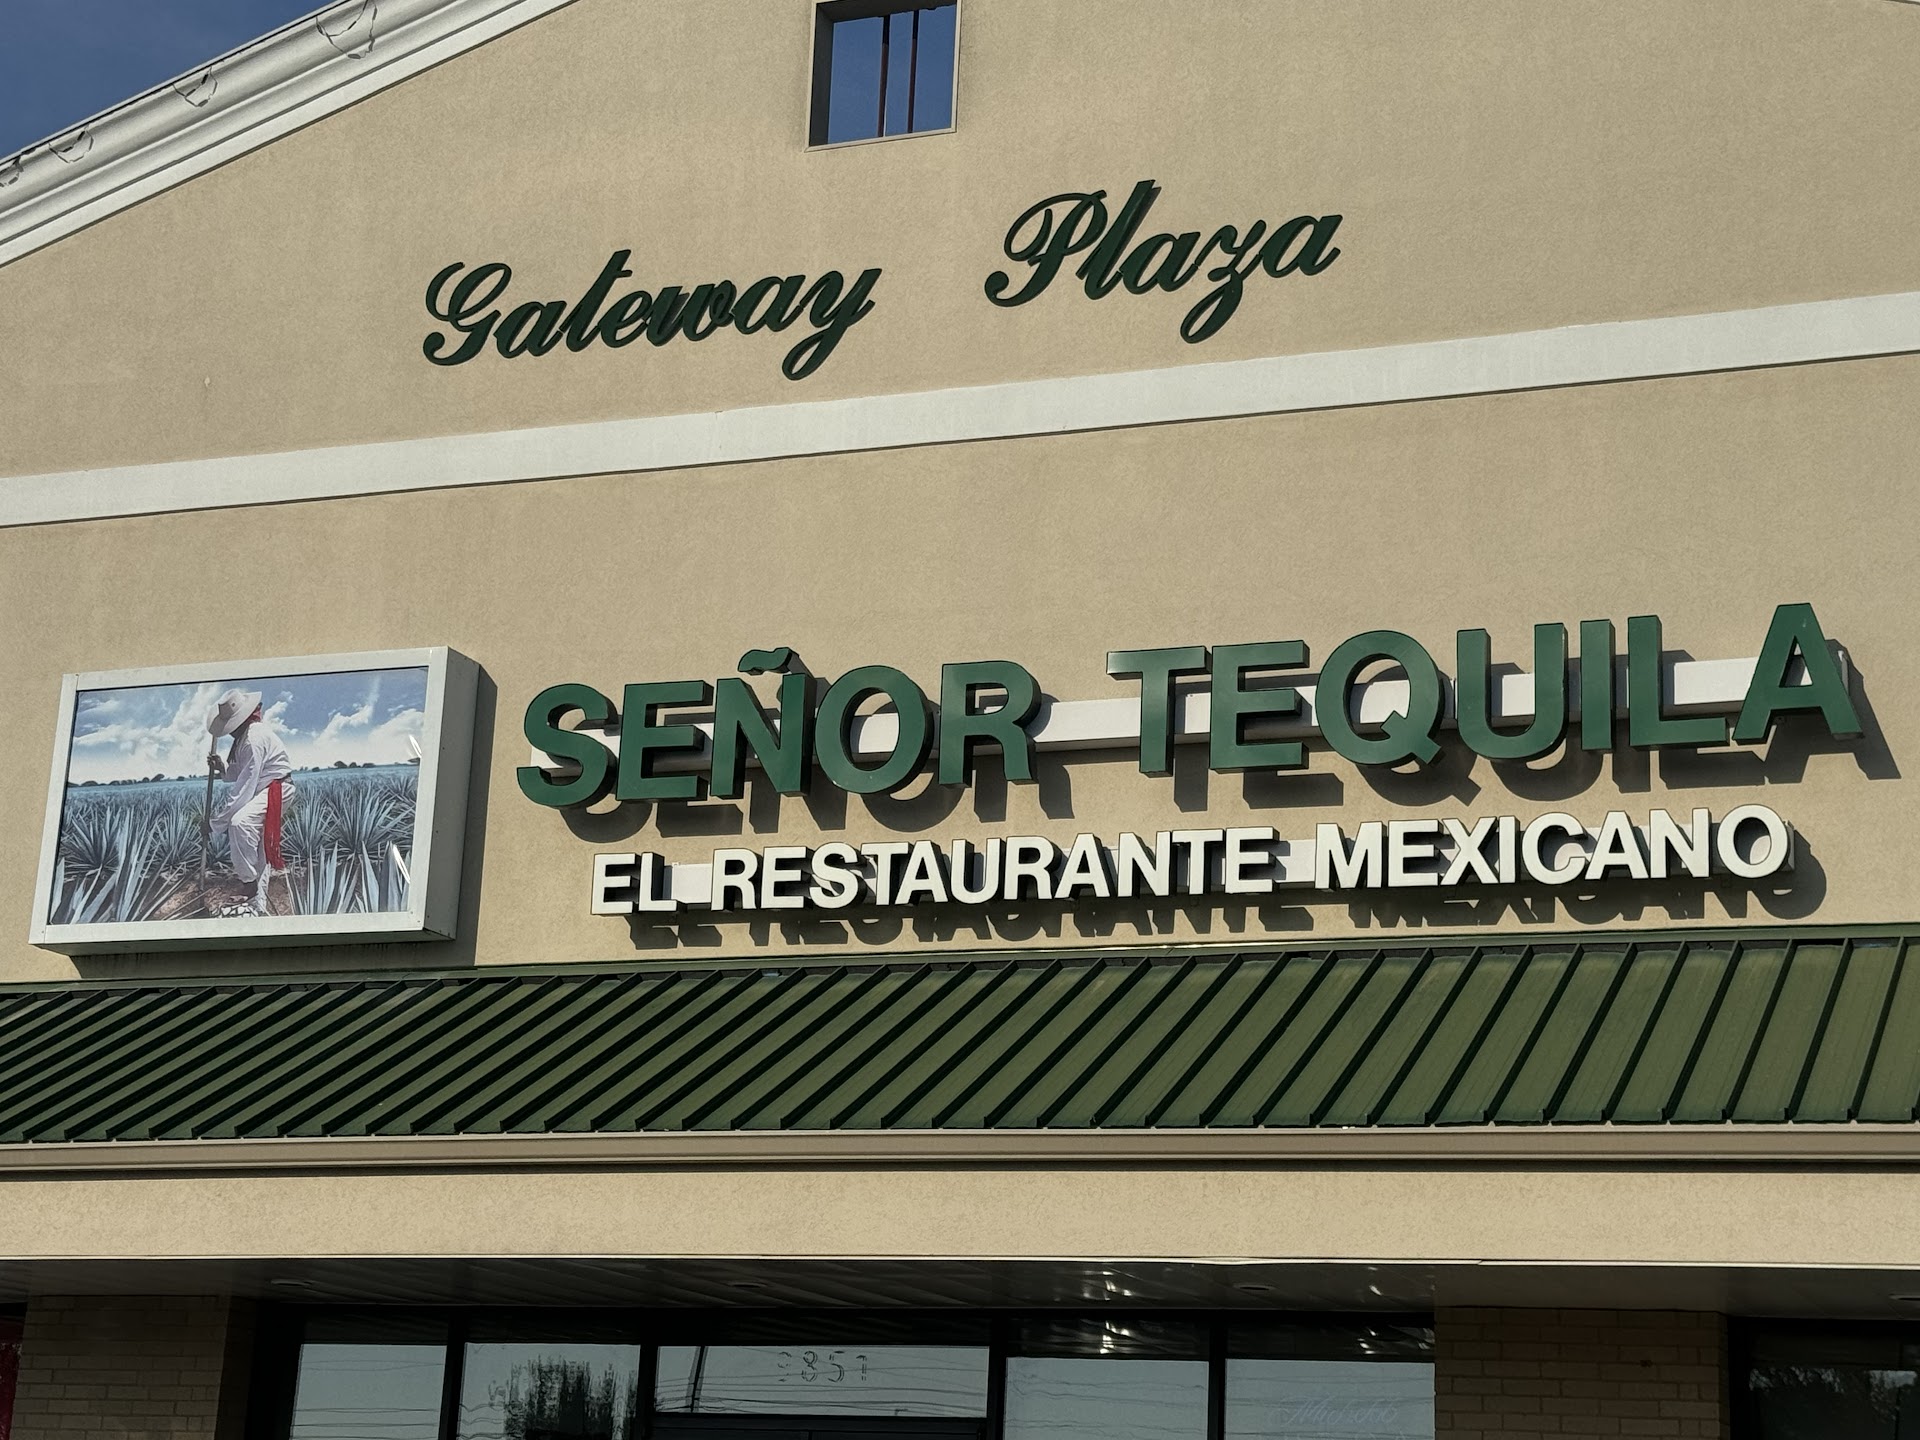 Gateway Plaza
SEÑOR TEQUILA
EL RESTAURANTE MEXICANO